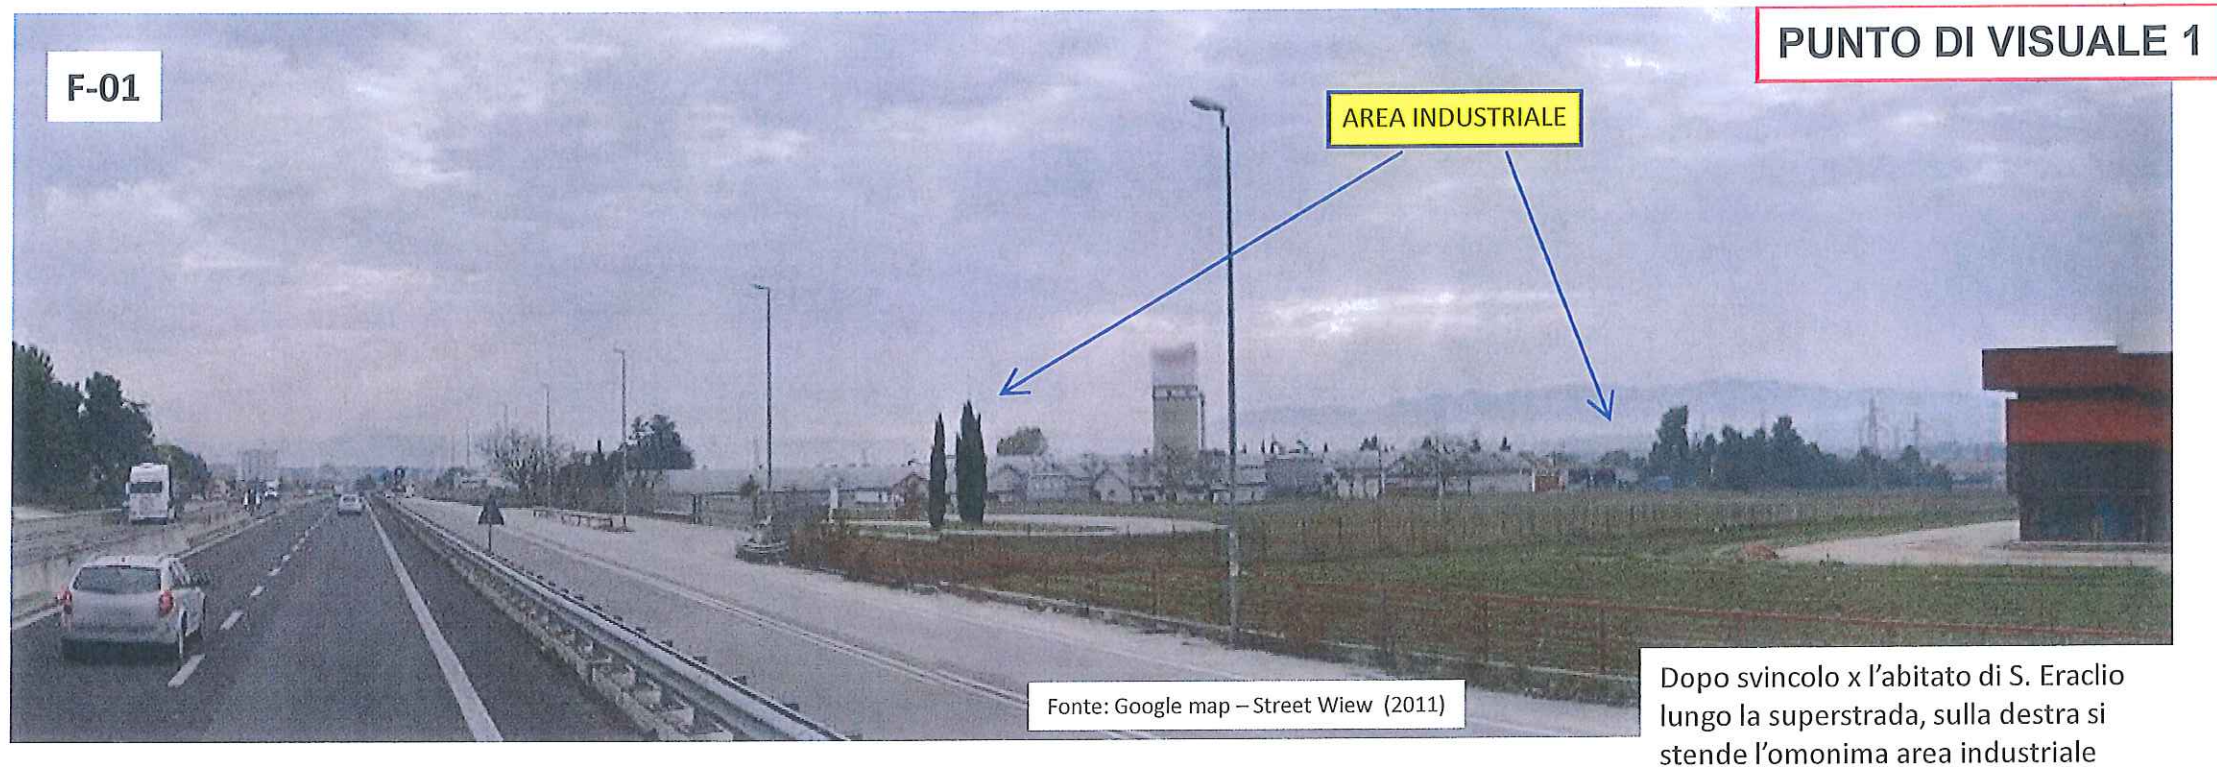 PUNTO DI VISUALE 1
F-01
AREA INDUSTRIALE
Fonte: Google map – Street Wiew (2011)
Dopo svincolo x l’abitato di S. Eraclio
lungo la superstrada, sulla destra si
stende l’omonima area industriale